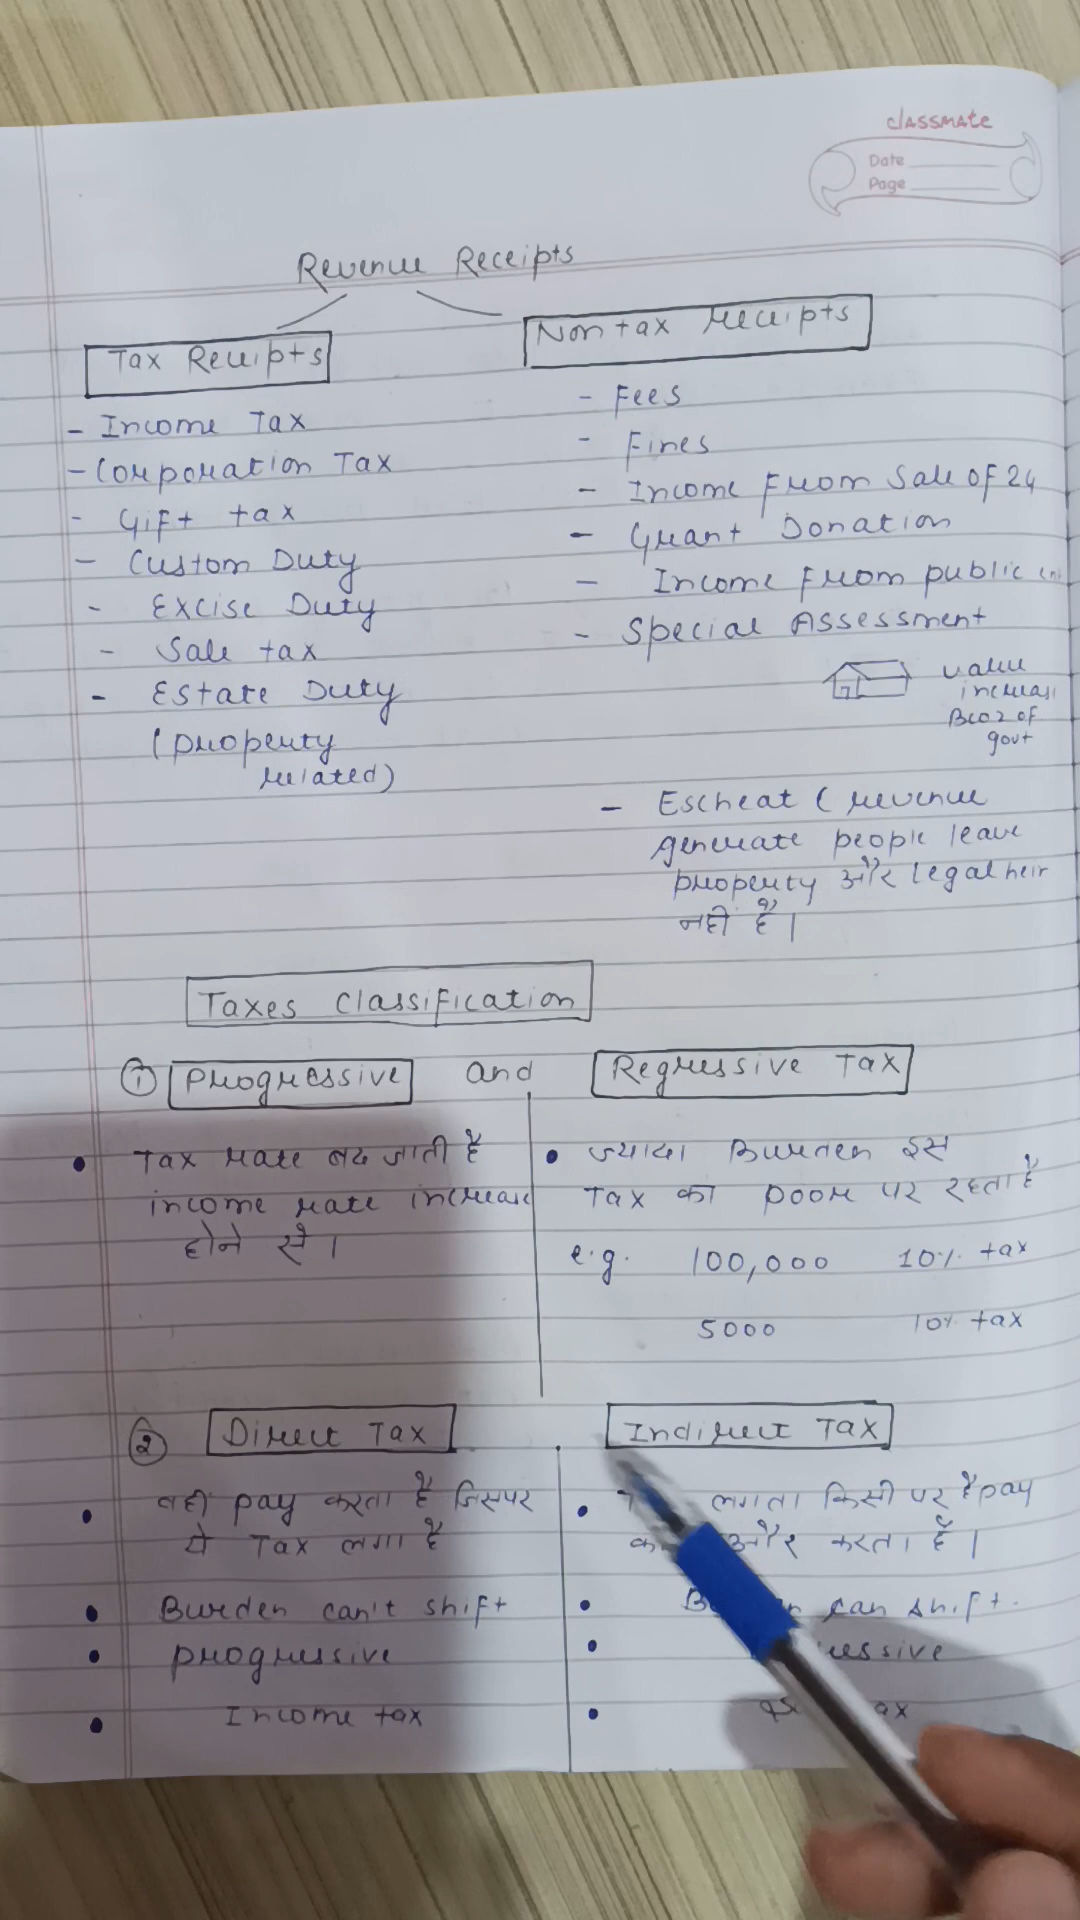 classmate
Date
Page
Revenue Receipts
Tax Receipts
Non tax receipts
- Income Tax
- Corporation Tax
- Gift tax
- Custom Duty
- Excise Duty
- Sale tax
- Estate Duty
(property
related)
- Fees
- Fines
- Income From Sale OF 24
- Grant Donation
- Income From public
- Special Assessment
value
increas
Bcoz of
govt
- Escheat ( revenue
generate people leave
property और legal heir
नही है।
Taxes Classification
① Progressive and Regressive Tax
• Tax rate बढ जाती है
income rate increase
होने से।
• ज्यादा Burden इस
Tax का poor पर रहता है
e.g. 100,000 10% tax
5000 10% tax
② Direct Tax
• वही pay करता है जिसपर
ये Tax लगा है
• Burden can't shift
• progressive
• Income tax
Indirect Tax
• लगता किसी पर है pay
और करता है।
• can shift.
•
•